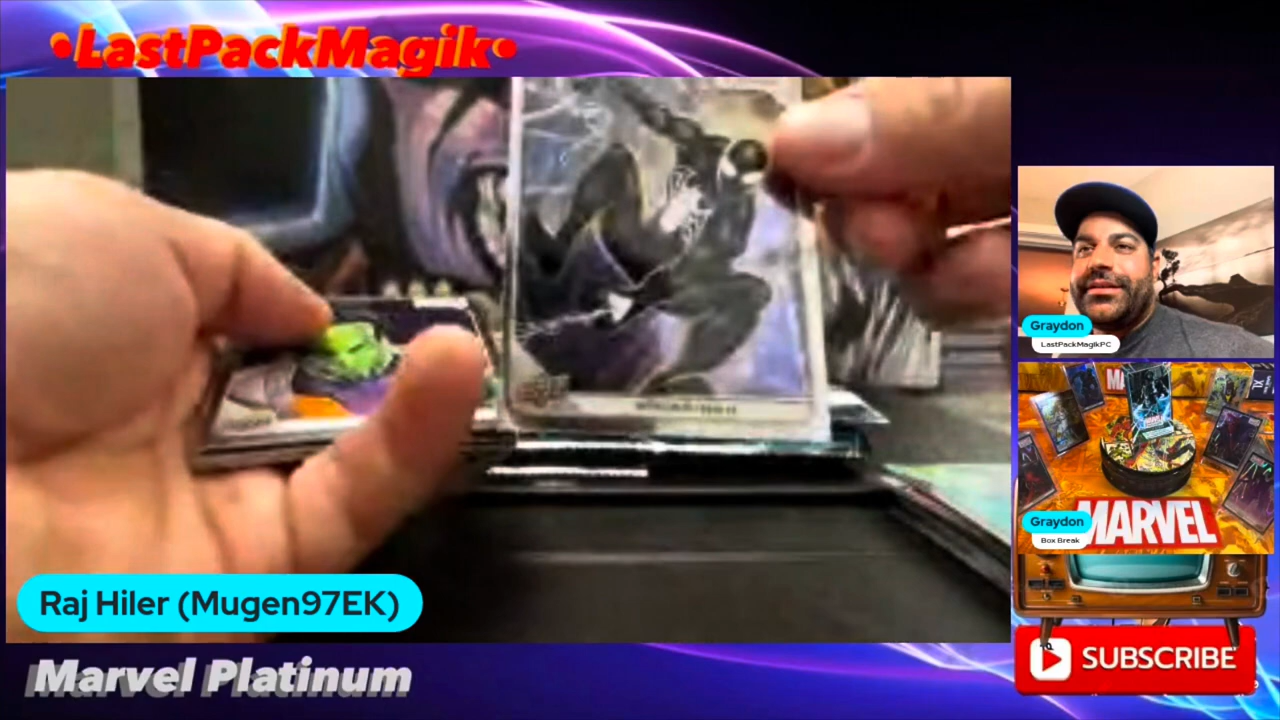 •LastPackMagik•
Graydon
LastPackMagikPC
Graydon
MARVEL
Box Break
Raj Hiler (Mugen97EK)
Marvel Platinum
SUBSCRIBE